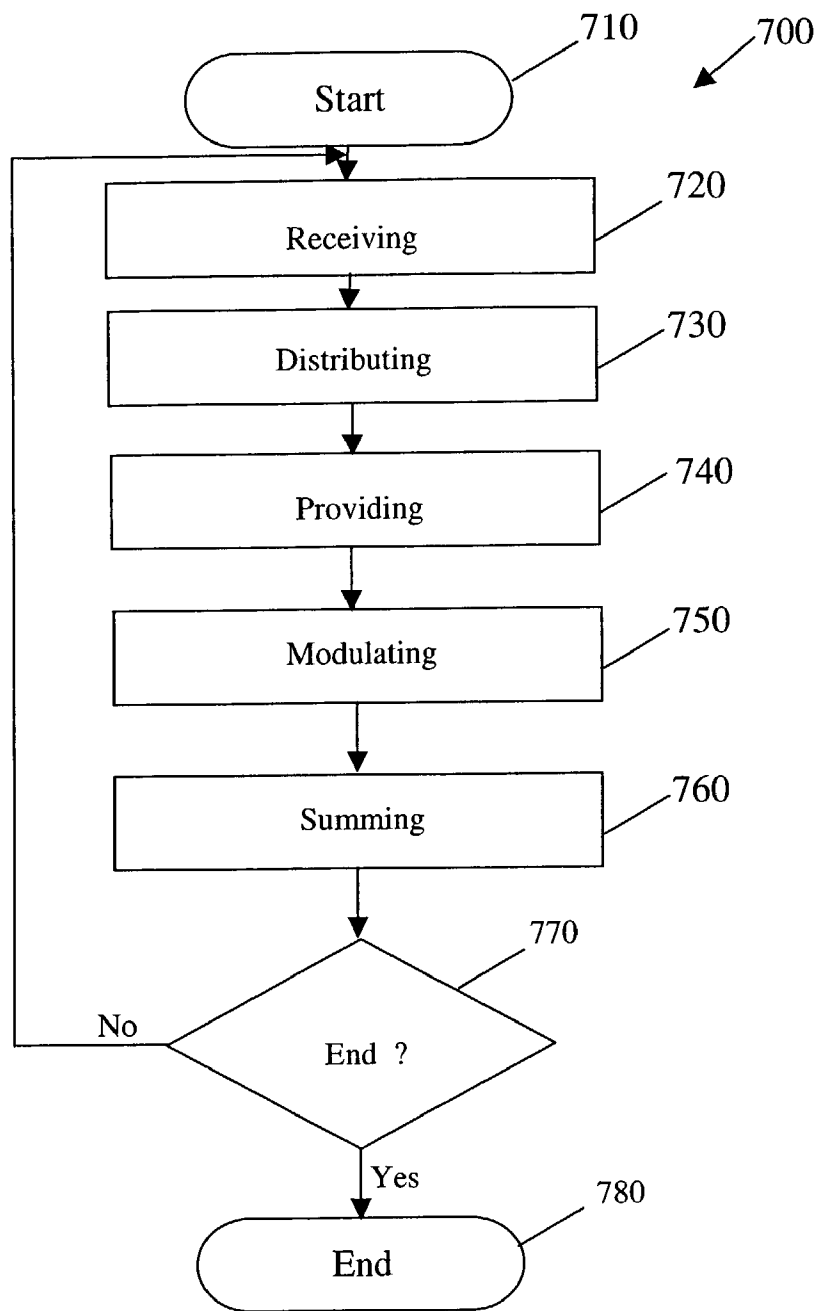 710
700
Start
720
Receiving
730
Distributing
740
Providing
750
Modulating
760
Summing
770
No
End ?
Yes
780
End